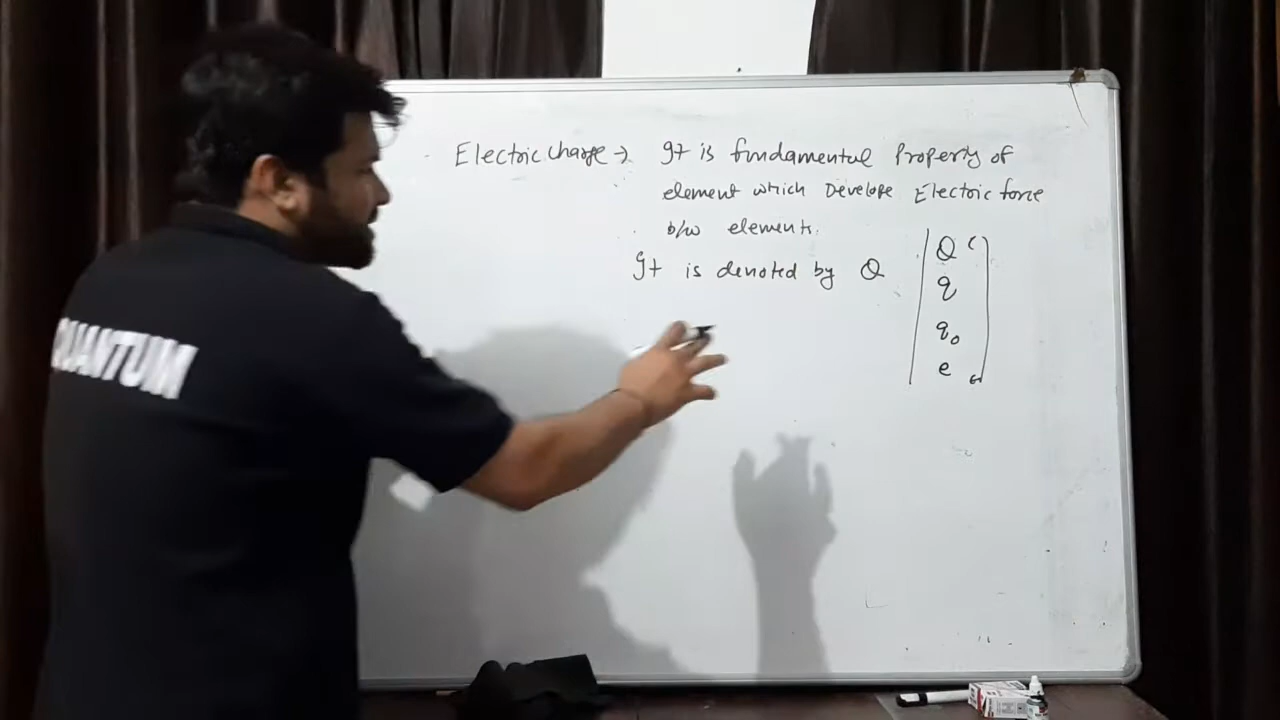 Electric charge → It is fundamental Property of
element which Develope Electric force
b/w elements.
It is denoted by Q
Q
q
q₀
e
QUANTUM